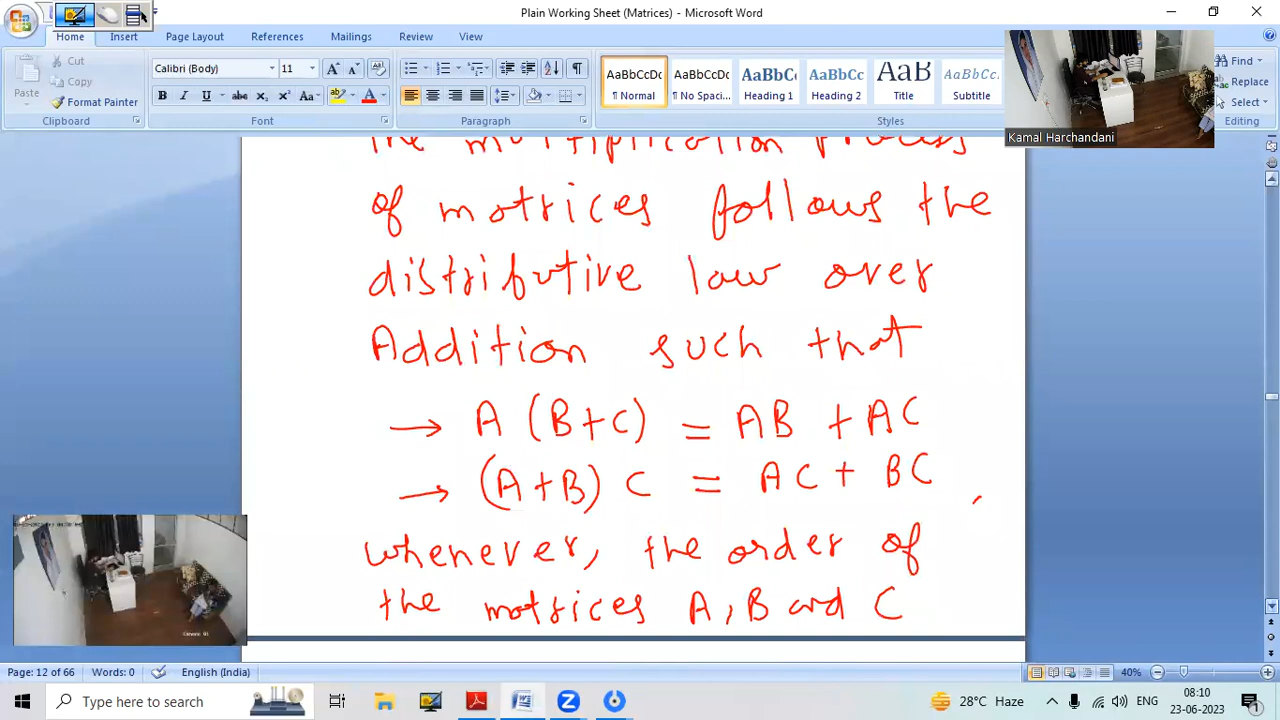 Plain Working Sheet (Matrices) - Microsoft Word
Home Insert Page Layout References Mailings Review View
Cut
Copy
Format Painter
Paste
Calibri (Body) 11
AaBbCcDc AaBbCcDc AaBbC AaBbCc AaB AaBbCc
¶ Normal ¶ No Spaci... Heading 1 Heading 2 Title Subtitle
Find
Replace
Select
Clipboard Font Paragraph Styles Editing
Kamal Harchandani
The multiplication process
of matrices follows the
distributive law over
Addition such that
→ A (B+C) = AB + AC
→ (A+B) C = AC + BC ,
whenever, the order of
the matrices A, B and C
Page: 12 of 66 Words: 0 English (India) 40%
Type here to search
28°C Haze ENG 08:10
23-06-2023